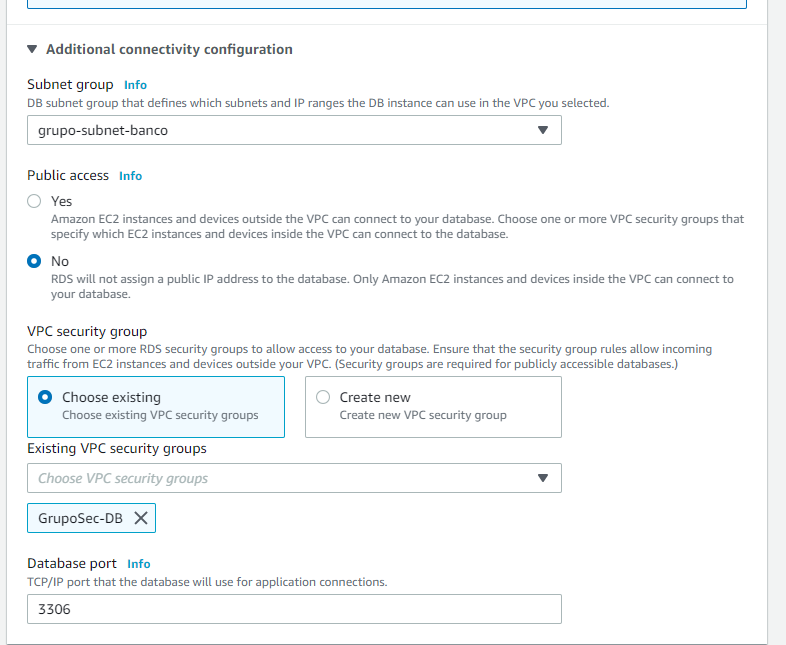 Additional connectivity configuration
Subnet group Info
DB subnet group that defines which subnets and IP ranges the DB instance can use in the VPC you selected.
grupo-subnet-banco
Public access Info
Yes
Amazon EC2 instances and devices outside the VPC can connect to your database. Choose one or more VPC security groups that
specify which EC2 instances and devices inside the VPC can connect to the database.
No
RDS will not assign a public IP address to the database. Only Amazon EC2 instances and devices inside the VPC can connect to
your database.
VPC security group
Choose one or more RDS security groups to allow access to your database. Ensure that the security group rules allow incoming
traffic from EC2 instances and devices outside your VPC. (Security groups are required for publicly accessible databases.)
Choose existing
Choose existing VPC security groups
Create new
Create new VPC security group
Existing VPC security groups
Choose VPC security groups
GrupoSec-DB
Database port Info
TCP/IP port that the database will use for application connections.
3306